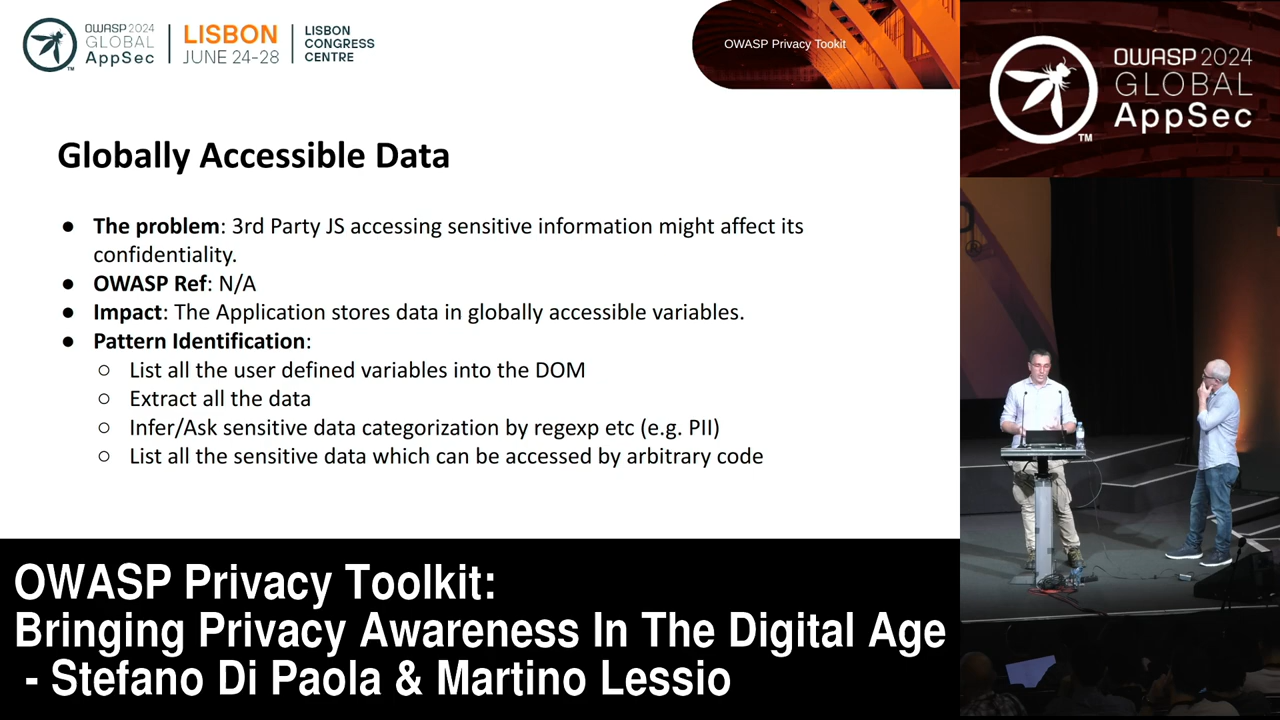 OWASP 2024
GLOBAL
AppSec
TM
LISBON
JUNE 24-28
LISBON
CONGRESS
CENTRE
OWASP Privacy Tookit
OWASP 2024
GLOBAL
AppSec
TM
Globally Accessible Data
● The problem: 3rd Party JS accessing sensitive information might affect its
confidentiality.
● OWASP Ref: N/A
● Impact: The Application stores data in globally accessible variables.
● Pattern Identification:
○ List all the user defined variables into the DOM
○ Extract all the data
○ Infer/Ask sensitive data categorization by regexp etc (e.g. PII)
○ List all the sensitive data which can be accessed by arbitrary code
OWASP Privacy Toolkit:
Bringing Privacy Awareness In The Digital Age
- Stefano Di Paola & Martino Lessio